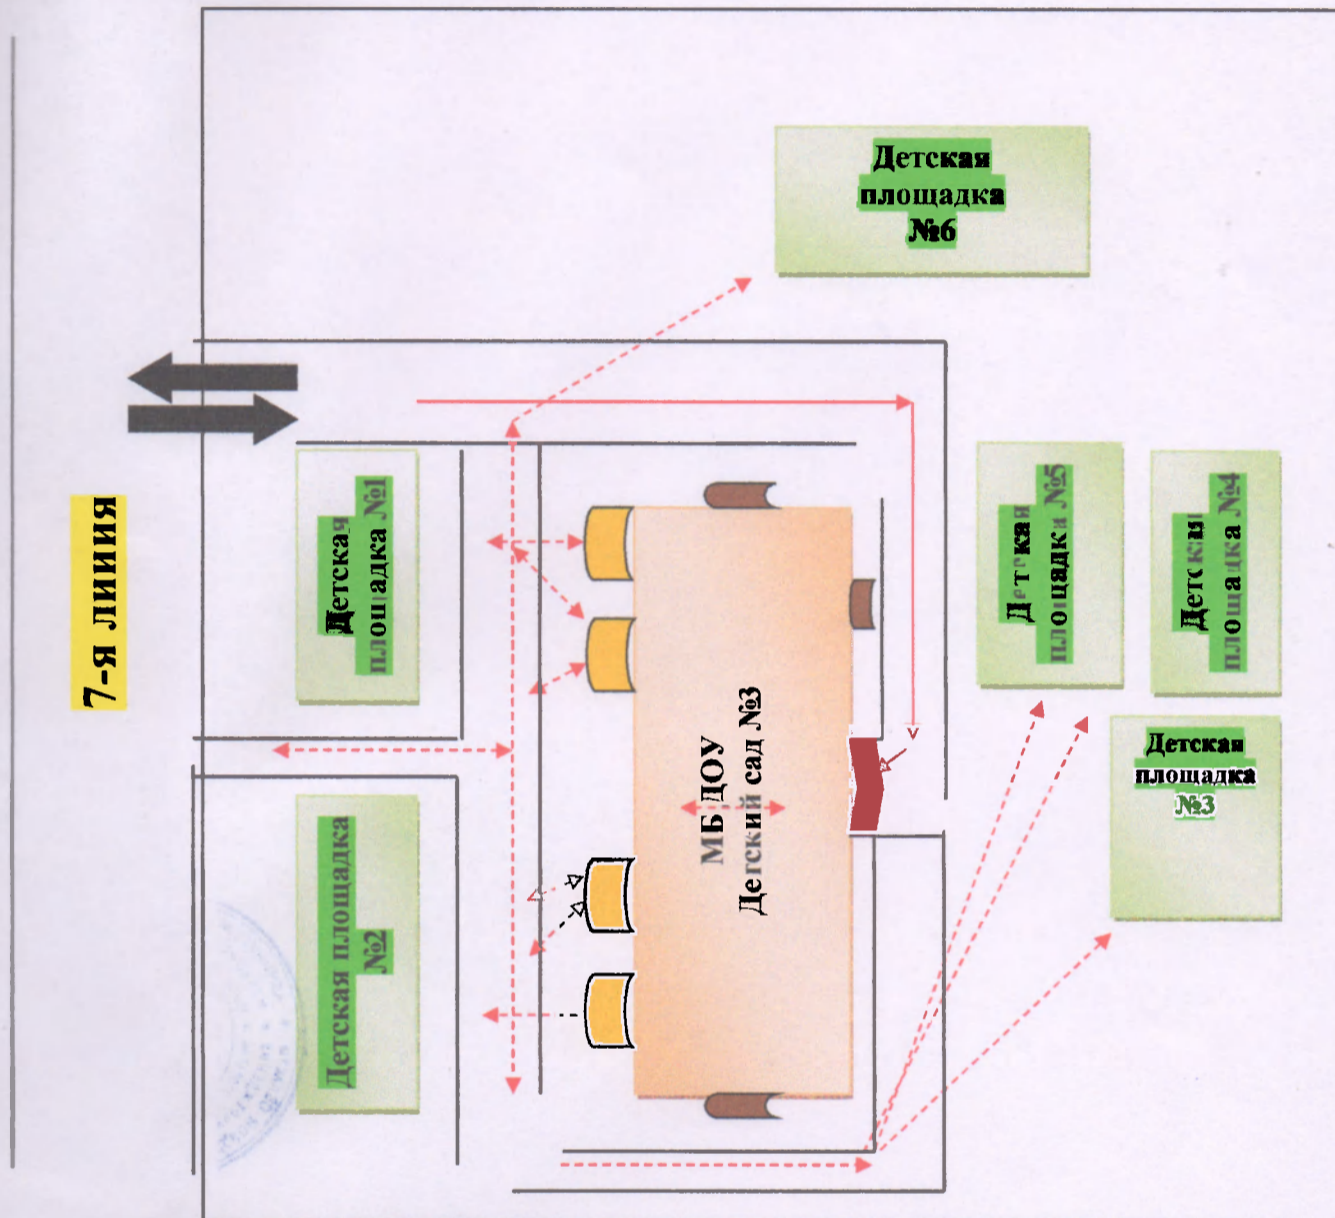 Детская
площадка
№6
7-я ЛИНИЯ
Детская
площадка №1
Детская площадка
№2
МБ ДОУ
Детский сад №3
Детская
площадка №5
Детская
площадка №4
Детская
площадка
№3